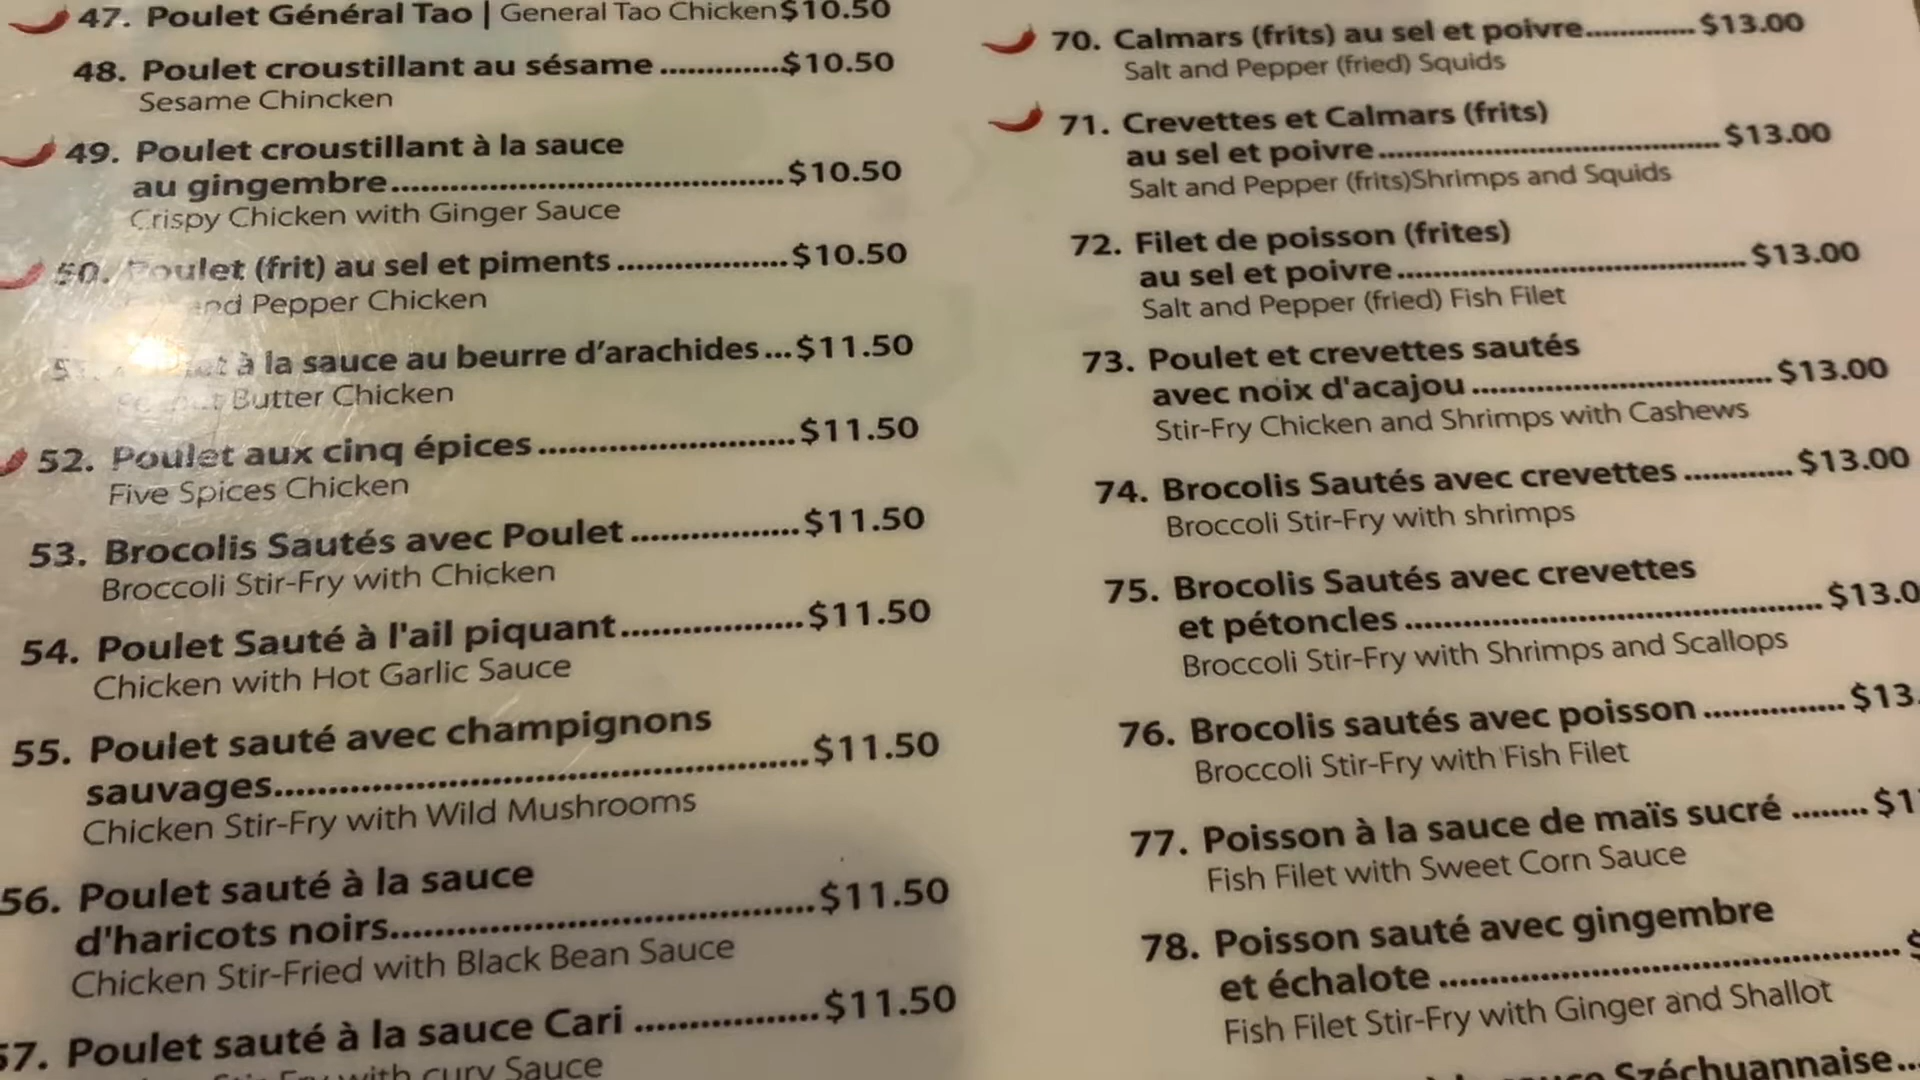 47. Poulet Général Tao | General Tao Chicken $10.50
48. Poulet croustillant au sésame .............$10.50
Sesame Chincken
49. Poulet croustillant à la sauce
au gingembre.......................................$10.50
Crispy Chicken with Ginger Sauce
50. Poulet (frit) au sel et piments .................$10.50
and Pepper Chicken
à la sauce au beurre d'arachides ...$11.50
Butter Chicken
52. Poulet aux cinq épices .........................$11.50
Five Spices Chicken
53. Brocolis Sautés avec Poulet ................$11.50
Broccoli Stir-Fry with Chicken
54. Poulet Sauté à l'ail piquant..................$11.50
Chicken with Hot Garlic Sauce
55. Poulet sauté avec champignons
sauvages.....................................................$11.50
Chicken Stir-Fry with Wild Mushrooms
56. Poulet sauté à la sauce
d'haricots noirs..........................................$11.50
Chicken Stir-Fried with Black Bean Sauce
57. Poulet sauté à la sauce Cari ..................$11.50
with cury Sauce
70. Calmars (frits) au sel et poivre............. $13.00
Salt and Pepper (fried) Squids
71. Crevettes et Calmars (frits)
au sel et poivre....................................... $13.00
Salt and Pepper (frits)Shrimps and Squids
72. Filet de poisson (frites)
au sel et poivre....................................... $13.00
Salt and Pepper (fried) Fish Filet
73. Poulet et crevettes sautés
avec noix d'acajou ................................. $13.00
Stir-Fry Chicken and Shrimps with Cashews
74. Brocolis Sautés avec crevettes ............ $13.00
Broccoli Stir-Fry with shrimps
75. Brocolis Sautés avec crevettes
et pétoncles ............................................ $13.0
Broccoli Stir-Fry with Shrimps and Scallops
76. Brocolis sautés avec poisson ............... $13.
Broccoli Stir-Fry with Fish Filet
77. Poisson à la sauce de maïs sucré ........ $1
Fish Filet with Sweet Corn Sauce
78. Poisson sauté avec gingembre
et échalote ............................................... $
Fish Filet Stir-Fry with Ginger and Shallot
Széchuannaise...